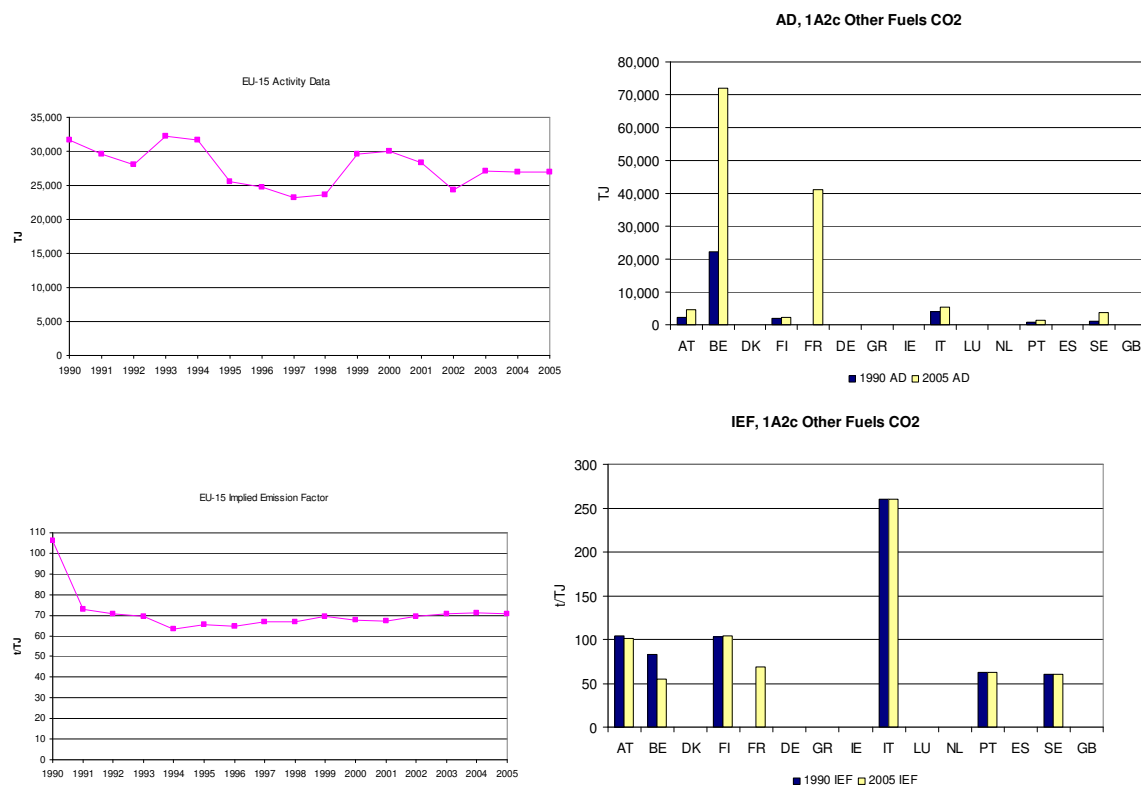 EU-15 Activity Data
35,000
30,000
25,000
20,000
15,000
10,000
5,000
0
TJ
1990 1991 1992 1993 1994 1995 1996 1997 1998 1999 2000 2001 2002 2003 2004 2005
AD, 1A2c Other Fuels CO2
80,000
70,000
60,000
50,000
40,000
30,000
20,000
10,000
0
TJ
AT BE DK FI FR DE GR IE IT LU NL PT ES SE GB
1990 AD 2005 AD
EU-15 Implied Emission Factor
110
100
90
80
70
60
50
40
30
20
10
0
t/TJ
1990 1991 1992 1993 1994 1995 1996 1997 1998 1999 2000 2001 2002 2003 2004 2005
IEF, 1A2c Other Fuels CO2
300
250
200
150
100
50
0
t/TJ
AT BE DK FI FR DE GR IE IT LU NL PT ES SE GB
1990 IEF 2005 IEF